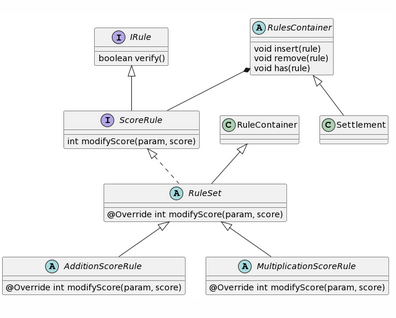 I IRule
boolean verify()
A RulesContainer
void insert(rule)
void remove(rule)
void has(rule)
I ScoreRule
int modifyScore(param, score)
C RuleContainer
C Settlement
A RuleSet
@Override int modifyScore(param, score)
A AdditionScoreRule
@Override int modifyScore(param, score)
A MultiplicationScoreRule
@Override int modifyScore(param, score)